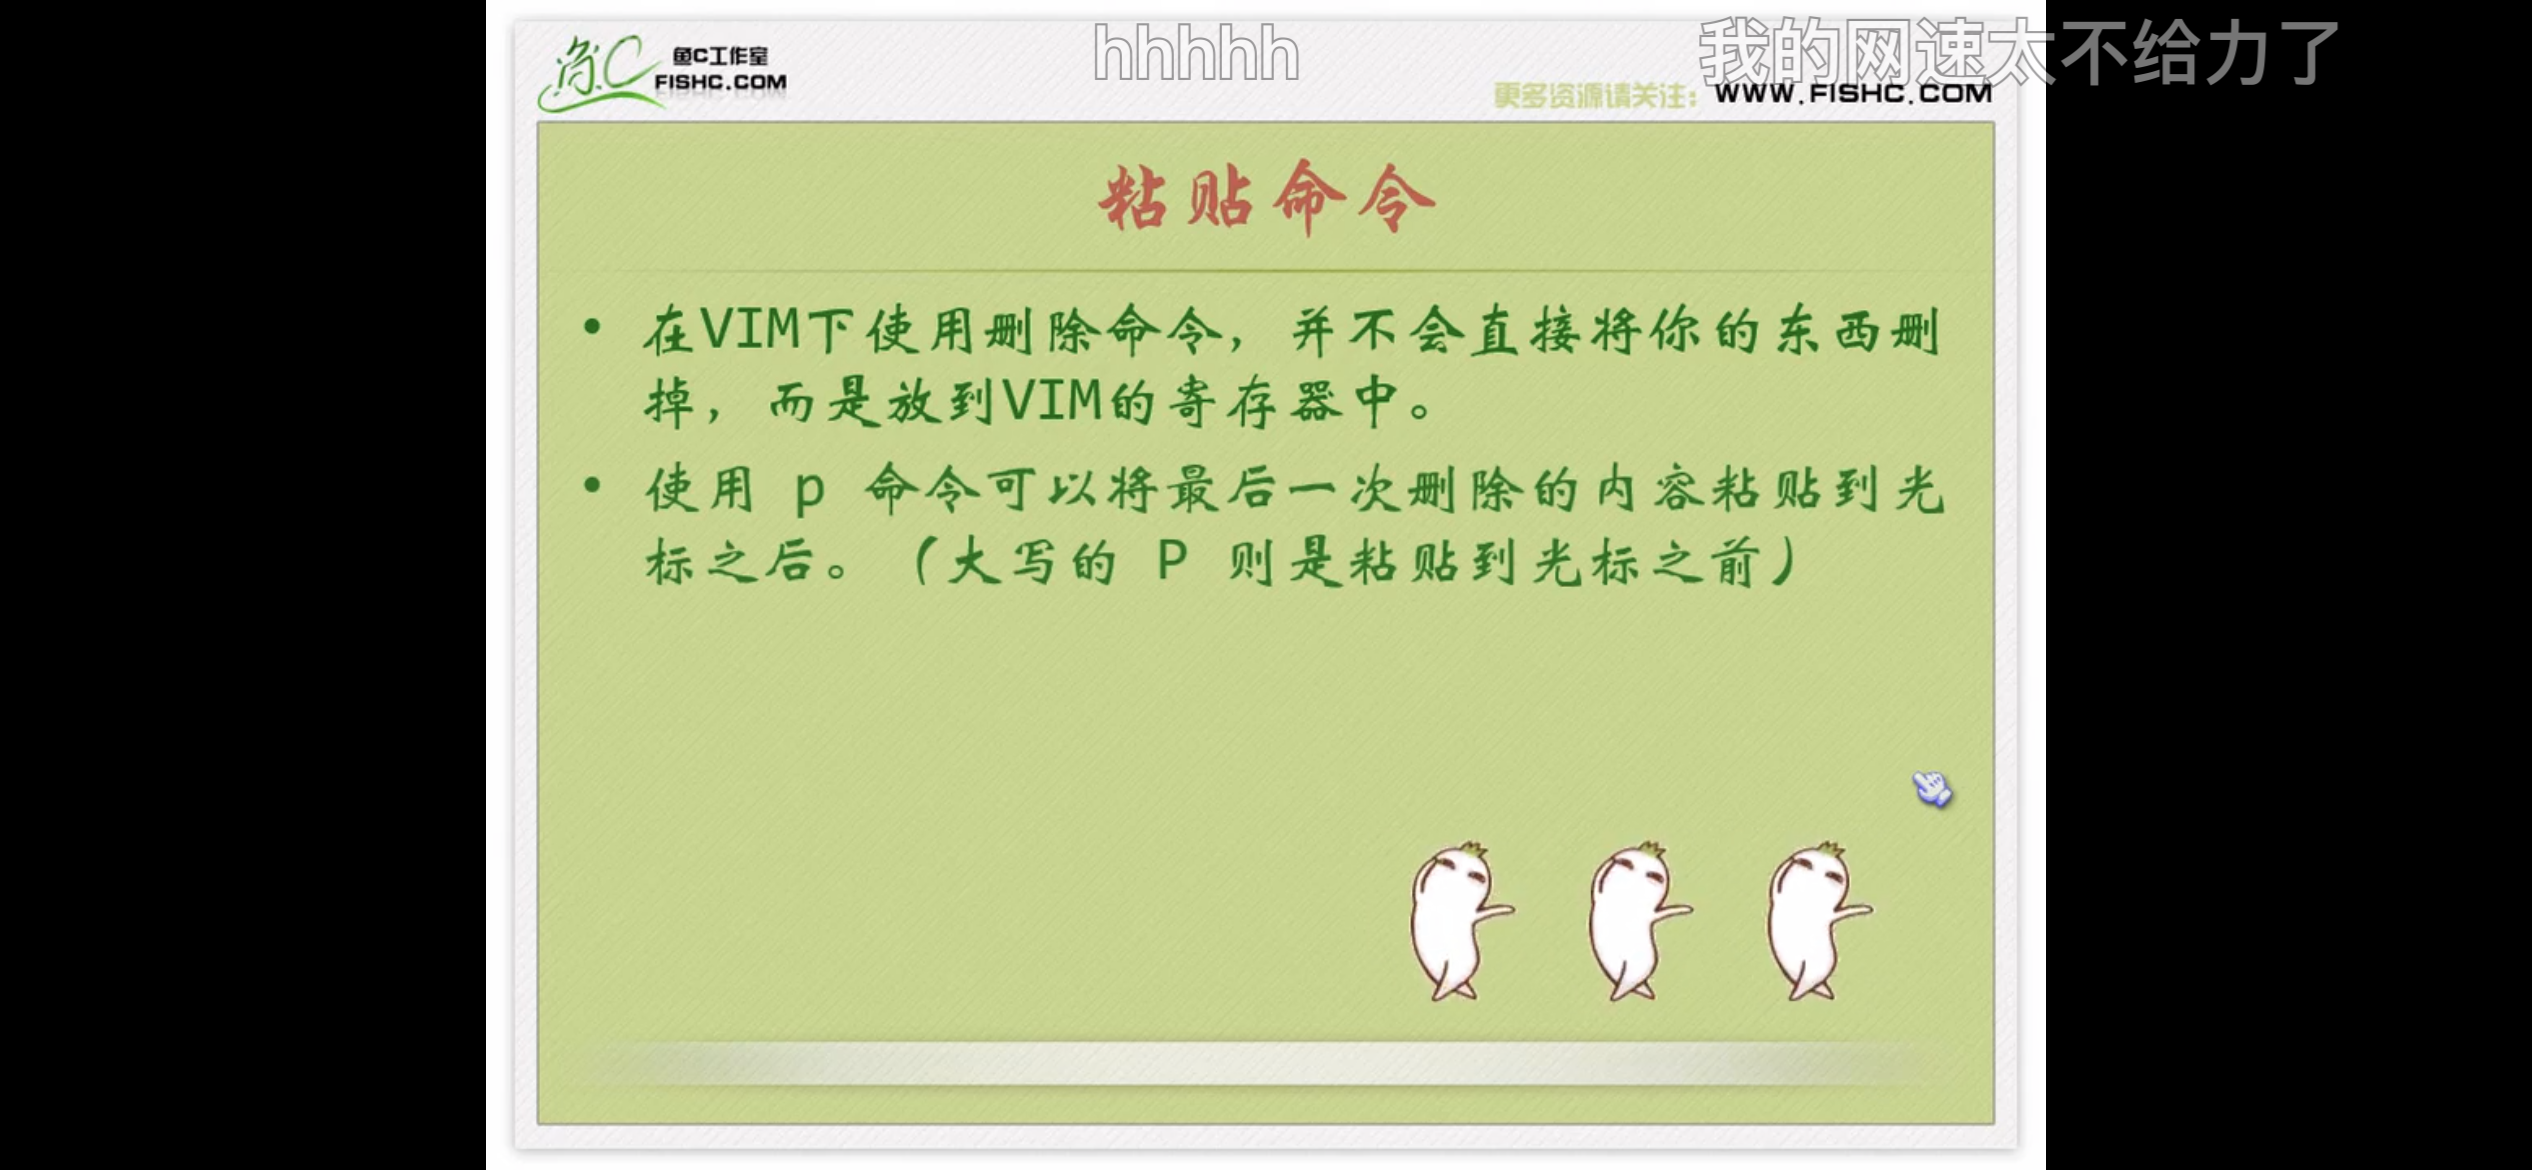 鱼C
鱼C工作室
FISHC.COM
hhhhh
我的网速太不给力了
更多资源请关注：WWW.FISHC.COM
粘贴命令
• 在VIM下使用删除命令，并不会直接将你的东西删
掉，而是放到VIM的寄存器中。
• 使用 p 命令可以将最后一次删除的内容粘贴到光
标之后。（大写的 P 则是粘贴到光标之前）